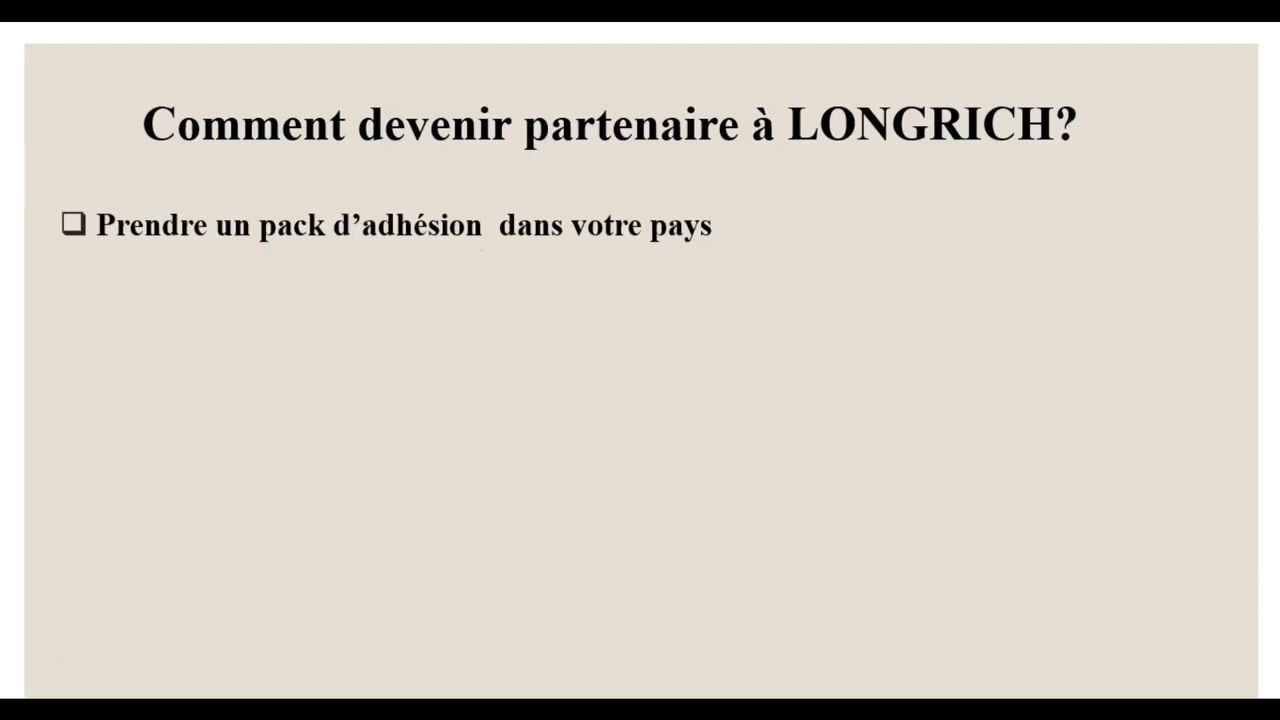 Comment devenir partenaire à LONGRICH?
❑ Prendre un pack d’adhésion  dans votre pays